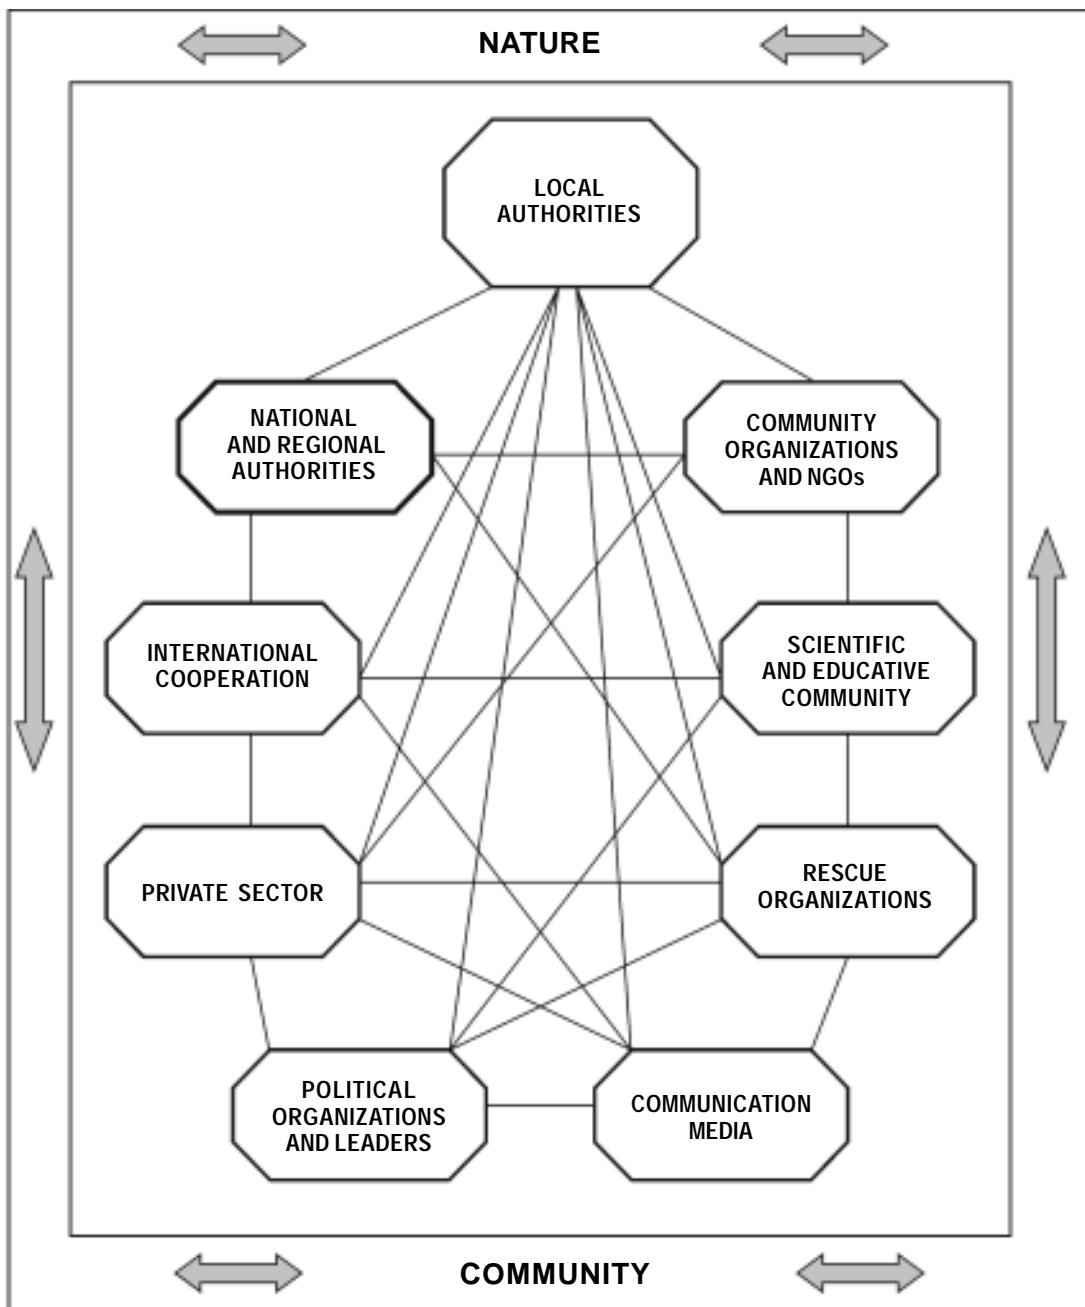 NATURE
LOCAL
AUTHORITIES
NATIONAL
AND REGIONAL
AUTHORITIES
COMMUNITY
ORGANIZATIONS
AND NGOs
INTERNATIONAL
COOPERATION
SCIENTIFIC
AND EDUCATIVE
COMMUNITY
PRIVATE SECTOR
RESCUE
ORGANIZATIONS
POLITICAL
ORGANIZATIONS
AND LEADERS
COMMUNICATION
MEDIA
COMMUNITY